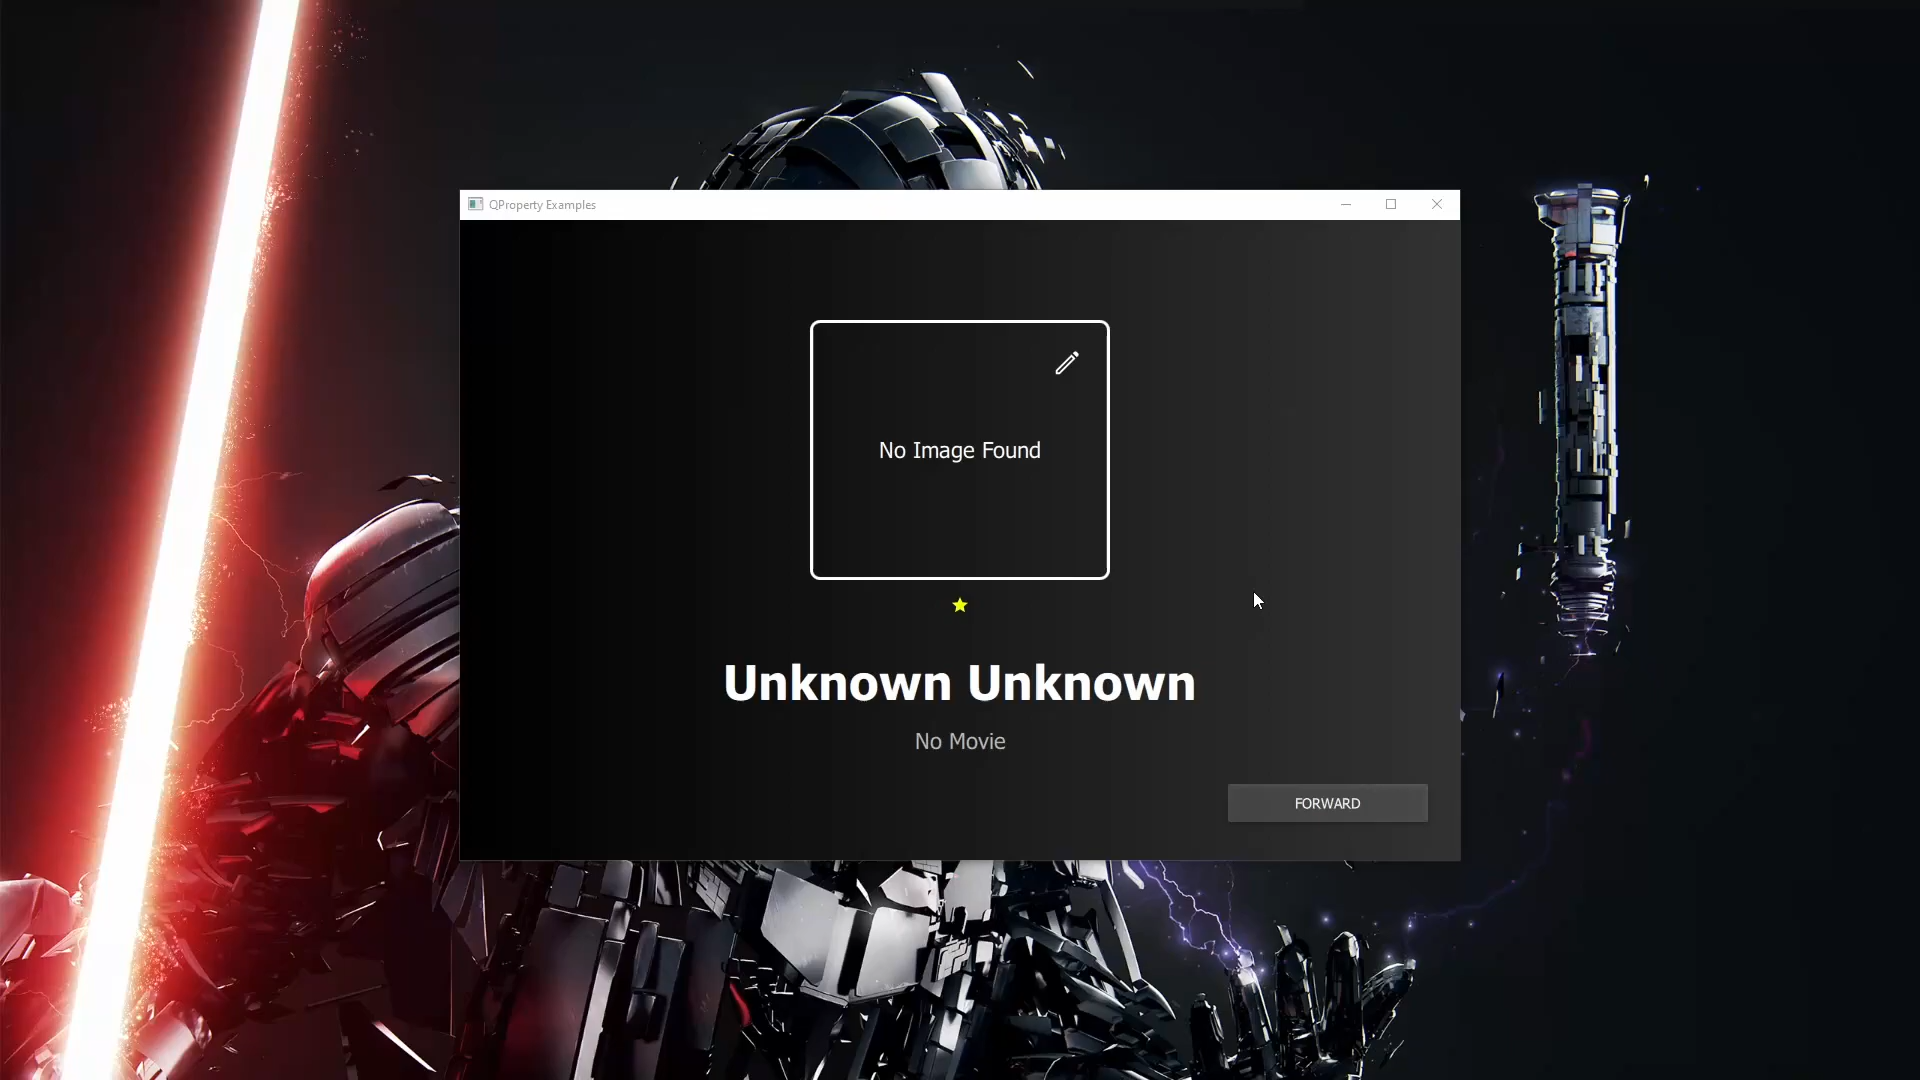 QProperty Examples
No Image Found
Unknown Unknown
No Movie
FORWARD